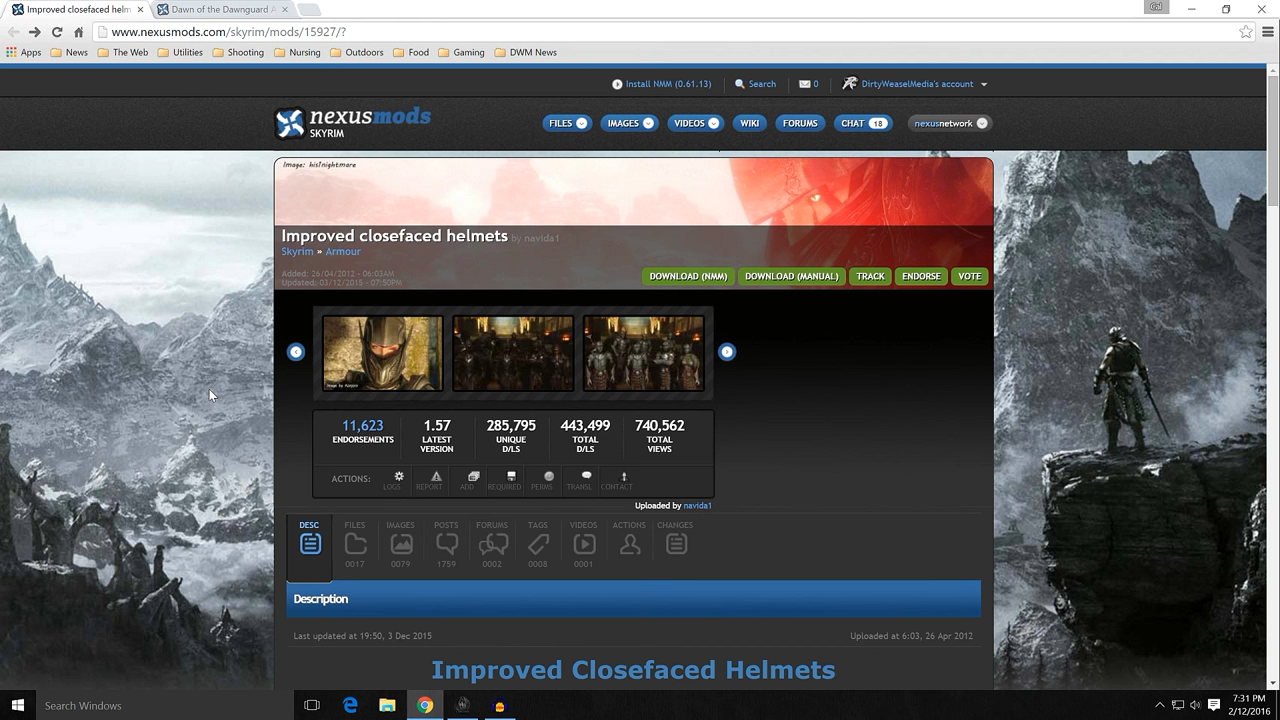 Improved closefaced helm
Dawn of the Dawnguard A
www.nexusmods.com/skyrim/mods/15927/?
Apps News The Web Utilities Shooting Nursing Outdoors Food Gaming DWM News
Install NMM (0.61.13) Search 0 DirtyWeaselMedia's account
nexusmods
SKYRIM
FILES IMAGES VIDEOS WIKI FORUMS CHAT 18 nexusnetwork
Image: his1nightmare
Improved closefaced helmets by navida1
Skyrim » Armour
Added: 26/04/2012 - 06:03AM
Updated: 03/12/2015 - 07:50PM
DOWNLOAD (NMM) DOWNLOAD (MANUAL) TRACK ENDORSE VOTE
11,623 1.57 285,795 443,499 740,562
ENDORSEMENTS LATEST VERSION UNIQUE D/LS TOTAL D/LS TOTAL VIEWS
ACTIONS: LOGS REPORT ADD REQUIRED PERMS TRANSL CONTACT
Uploaded by navida1
DESC FILES IMAGES POSTS FORUMS TAGS VIDEOS ACTIONS CHANGES
0017 0079 1759 0002 0008 0001
Description
Last updated at 19:50, 3 Dec 2015 Uploaded at 6:03, 26 Apr 2012
Improved Closefaced Helmets
Search Windows
7:31 PM
2/12/2016